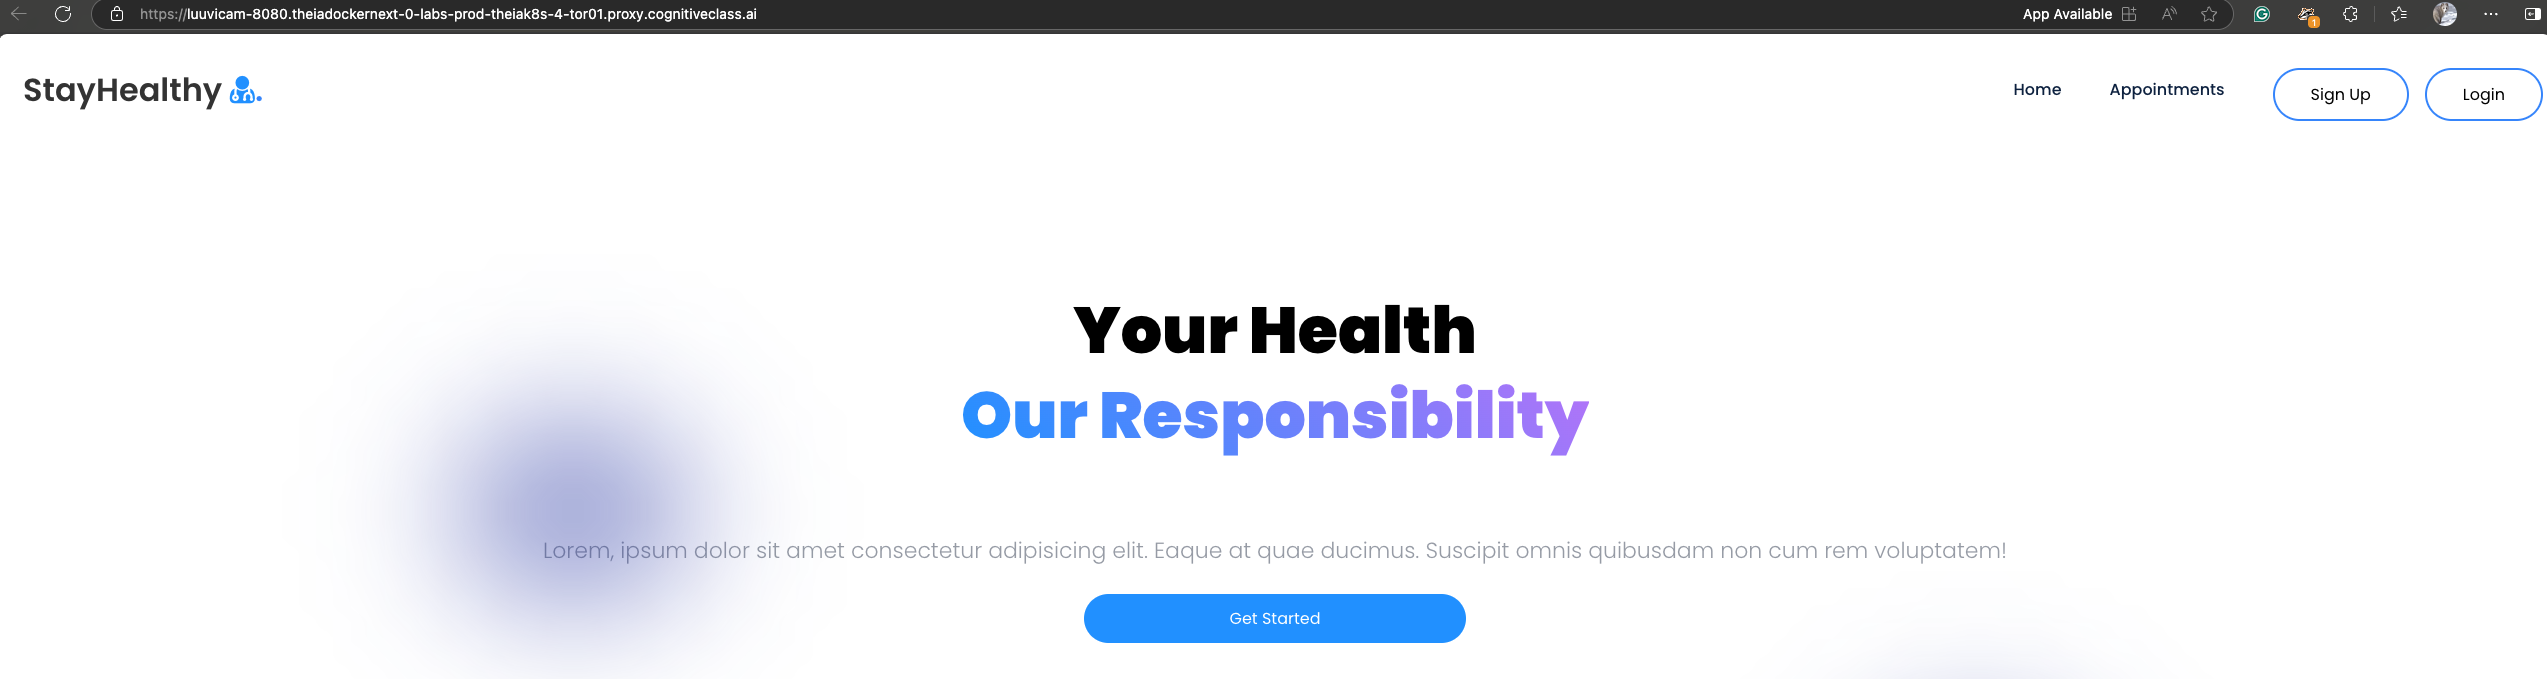 https://luuvicam-8080.theiadockernext-0-labs-prod-theiak8s-4-tor01.proxy.cognitiveclass.ai
App Available
1
StayHealthy
Home
Appointments
Sign Up
Login
Your Health
Our Responsibility
Lorem, ipsum dolor sit amet consectetur adipisicing elit. Eaque at quae ducimus. Suscipit omnis quibusdam non cum rem voluptatem!
Get Started